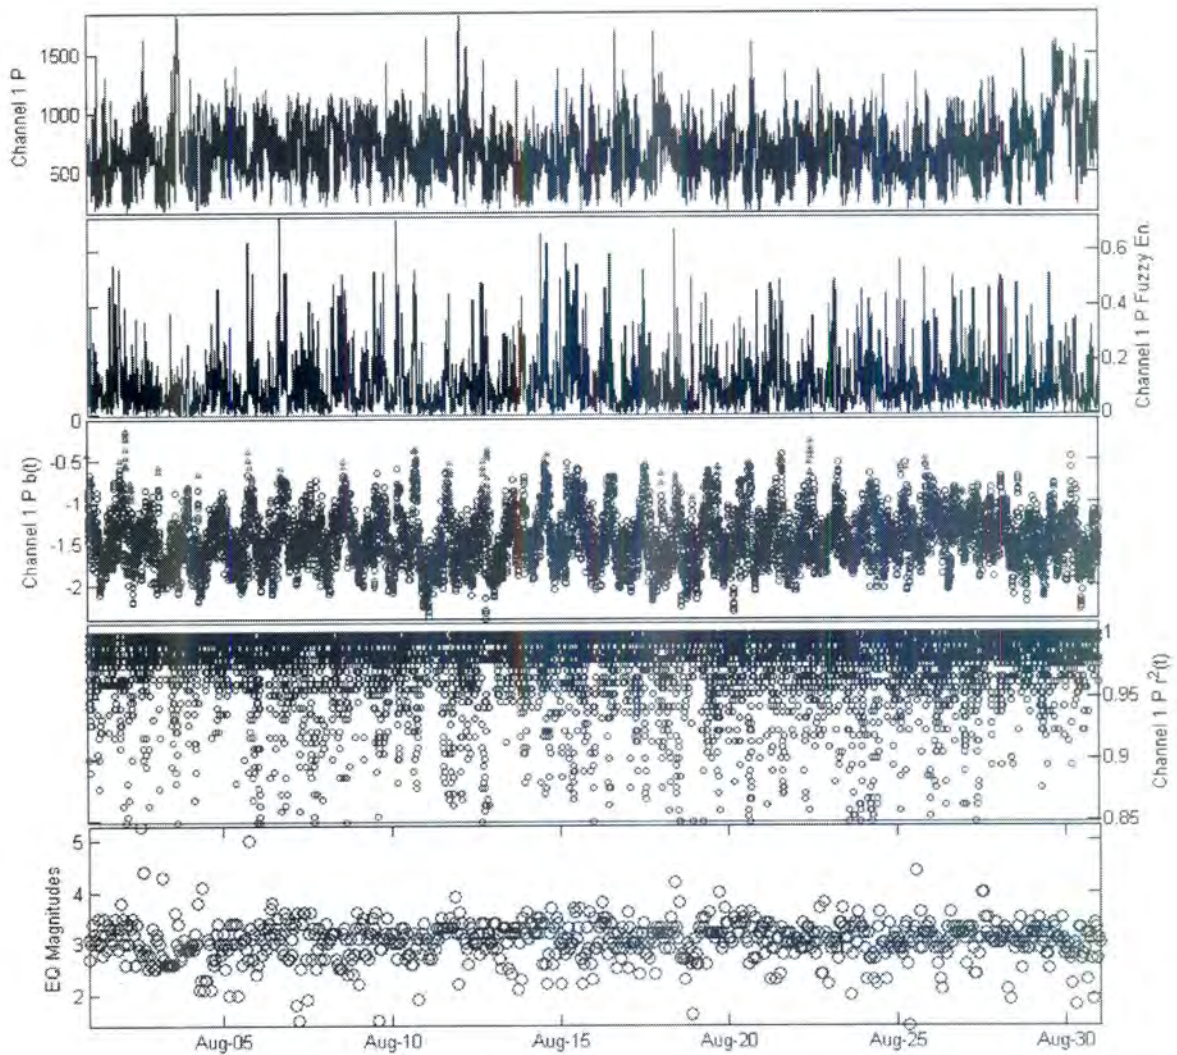 Channel 1 P
1500
1000
500
Channel 1 P Fuzzy En.
0.6
0.4
0.2
0
Channel 1 P b(t)
0
-0.5
-1
-1.5
-2
Channel 1 P r²(t)
1
0.95
0.9
0.85
EQ Magnitudes
5
4
3
2
Aug-05
Aug-10
Aug-15
Aug-20
Aug-25
Aug-30